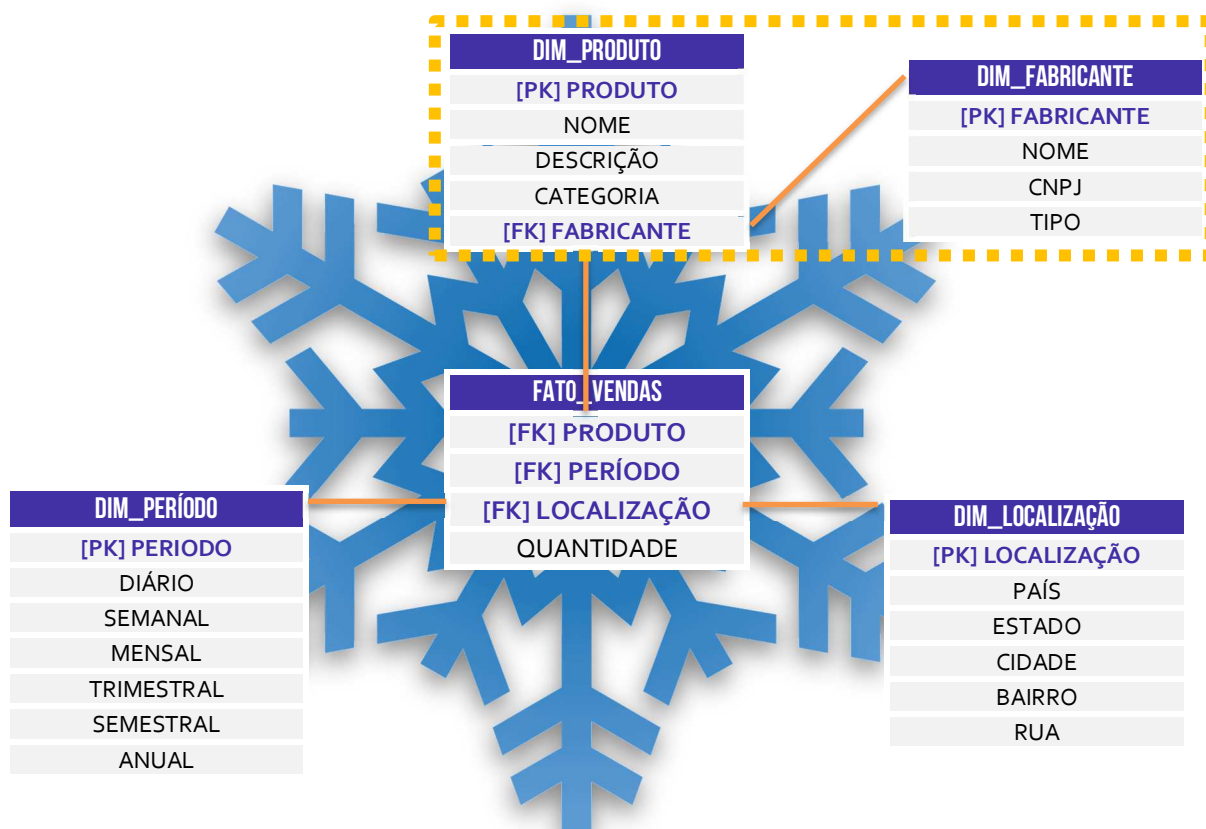 DIM_PRODUTO
[PK] PRODUTO
NOME
DESCRIÇÃO
CATEGORIA
[FK] FABRICANTE
DIM_FABRICANTE
[PK] FABRICANTE
NOME
CNPJ
TIPO
FATO_VENDAS
[FK] PRODUTO
[FK] PERÍODO
[FK] LOCALIZAÇÃO
QUANTIDADE
DIM_PERÍODO
[PK] PERIODO
DIÁRIO
SEMANAL
MENSAL
TRIMESTRAL
SEMESTRAL
ANUAL
DIM_LOCALIZAÇÃO
[PK] LOCALIZAÇÃO
PAÍS
ESTADO
CIDADE
BAIRRO
RUA